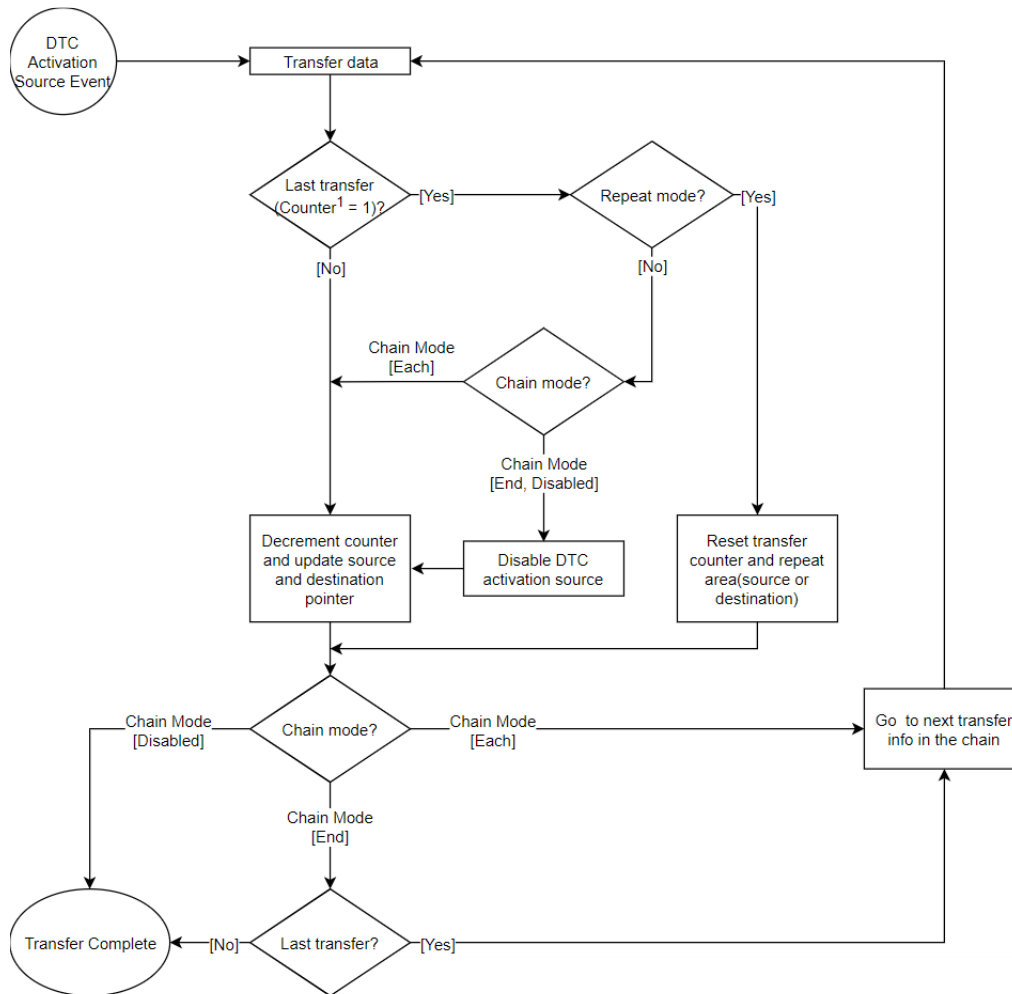 DTC
Activation
Source Event
Transfer data
Last transfer
(Counter¹ = 1)?
[Yes]
Repeat mode?
[Yes]
[No]
[No]
Chain Mode
[Each]
Chain mode?
Chain Mode
[End, Disabled]
Decrement counter
and update source
and destination
pointer
Disable DTC
activation source
Reset transfer
counter and repeat
area(source or
destination)
Chain Mode
[Disabled]
Chain mode?
Chain Mode
[Each]
Go to next transfer
info in the chain
Chain Mode
[End]
Transfer Complete
[No]
Last transfer?
[Yes]